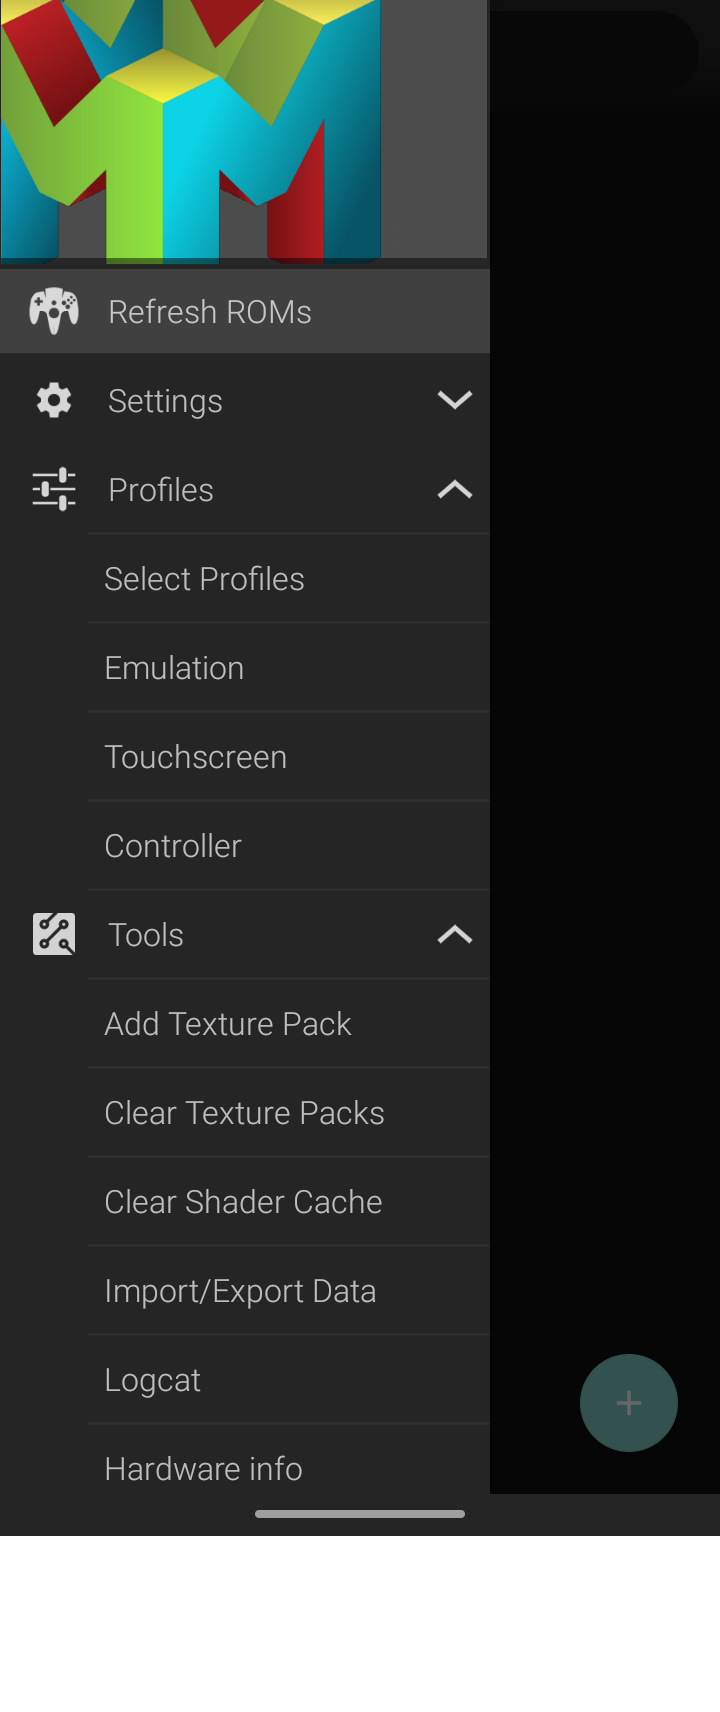 Refresh ROMs
Settings
Profiles
Select Profiles
Emulation
Touchscreen
Controller
Tools
Add Texture Pack
Clear Texture Packs
Clear Shader Cache
Import/Export Data
Logcat
Hardware info